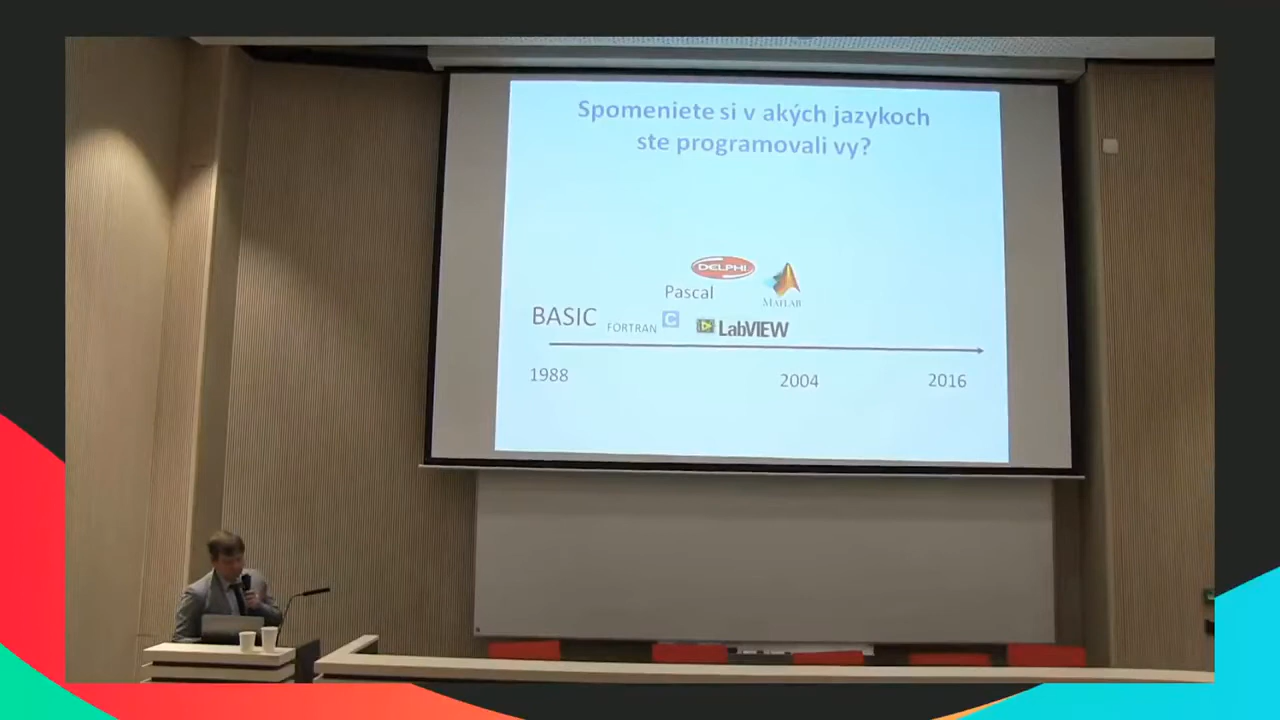 Spomeniete si v akých jazykoch
ste programovali vy?
DELPHI
MATLAB
Pascal
BASIC
FORTRAN
C
LabVIEW
1988
2004
2016